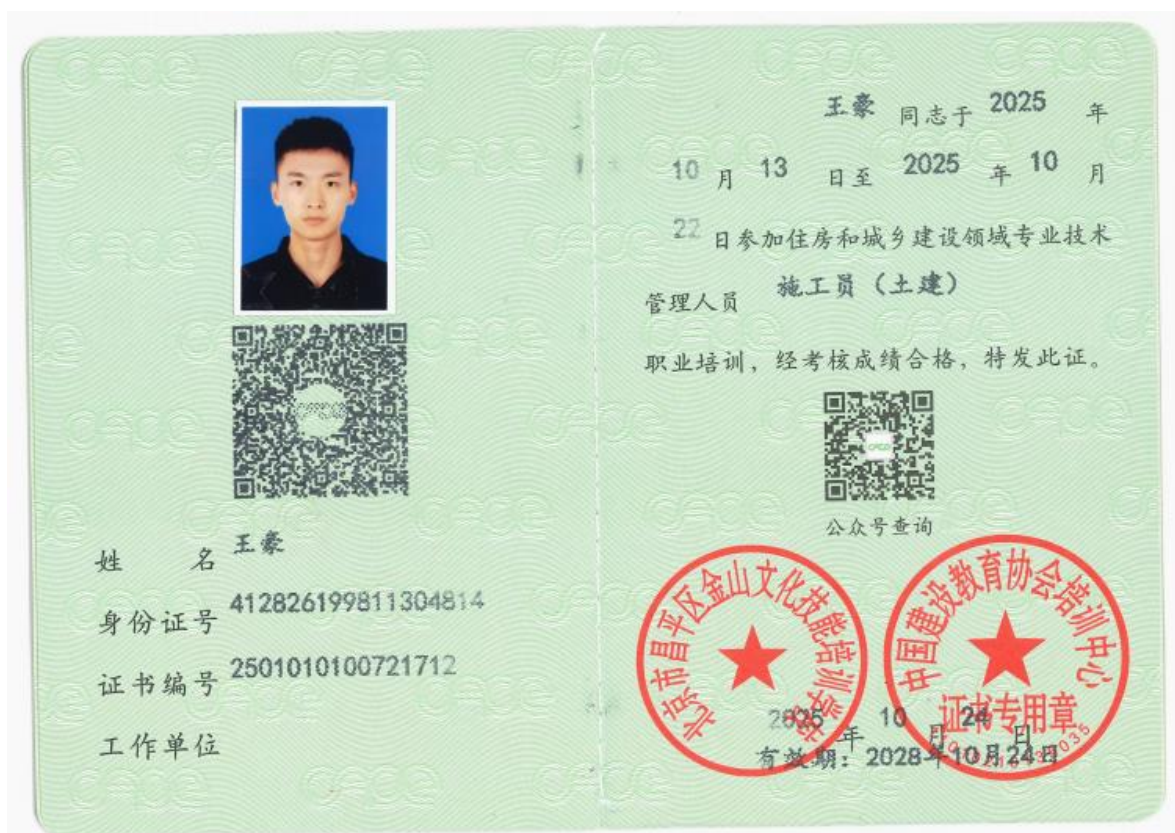 姓 名 王豪
身份证号 412826199811304814
证书编号 2501010100721712
工作单位
王豪 同志于 2025 年
10 月 13 日至 2025 年 10 月
22 日参加住房和城乡建设领域专业技术
管理人员 施工员（土建）
职业培训，经考核成绩合格，特发此证。
公众号查询
北京市昌平区金山文化技能培训学校
中国建设教育协会培训中心
证书专用章
2025 年 10 月 24 日
有效期：2028年10月24日